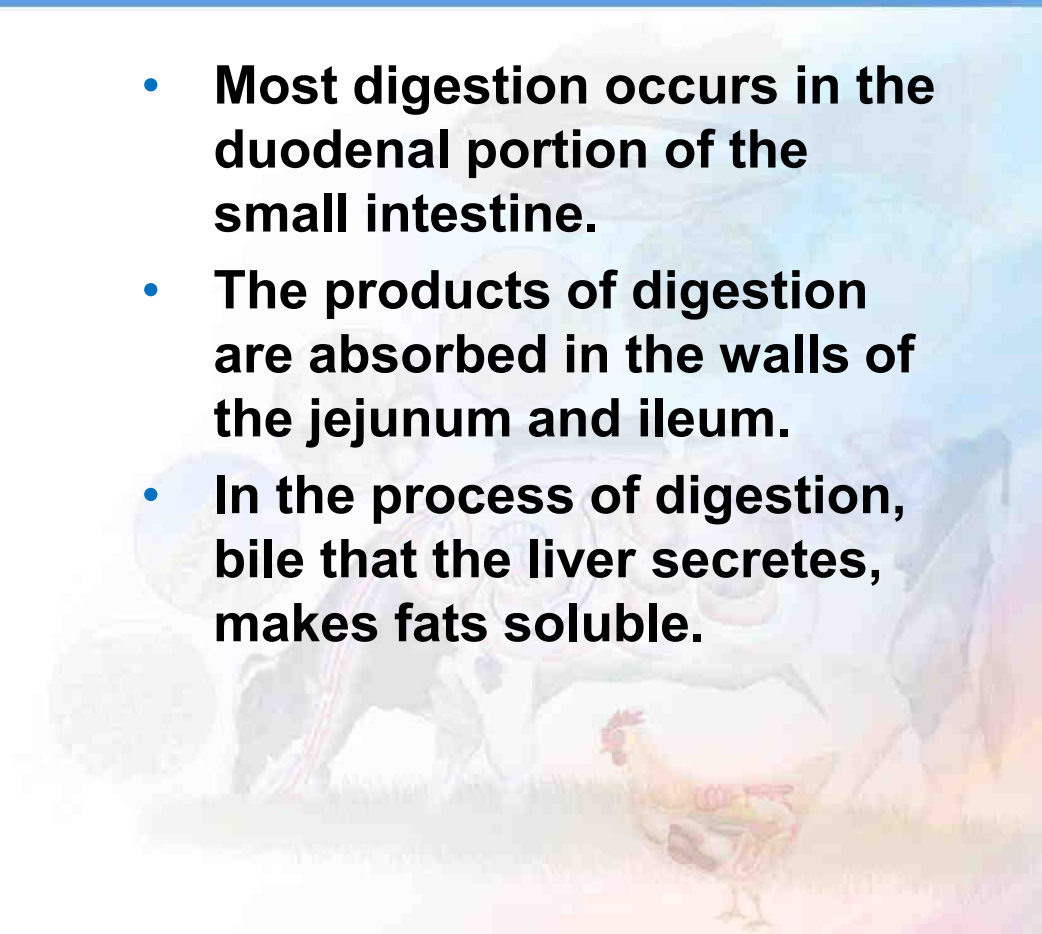 • Most digestion occurs in the
duodenal portion of the
small intestine.
• The products of digestion
are absorbed in the walls of
the jejunum and ileum.
• In the process of digestion,
bile that the liver secretes,
makes fats soluble.